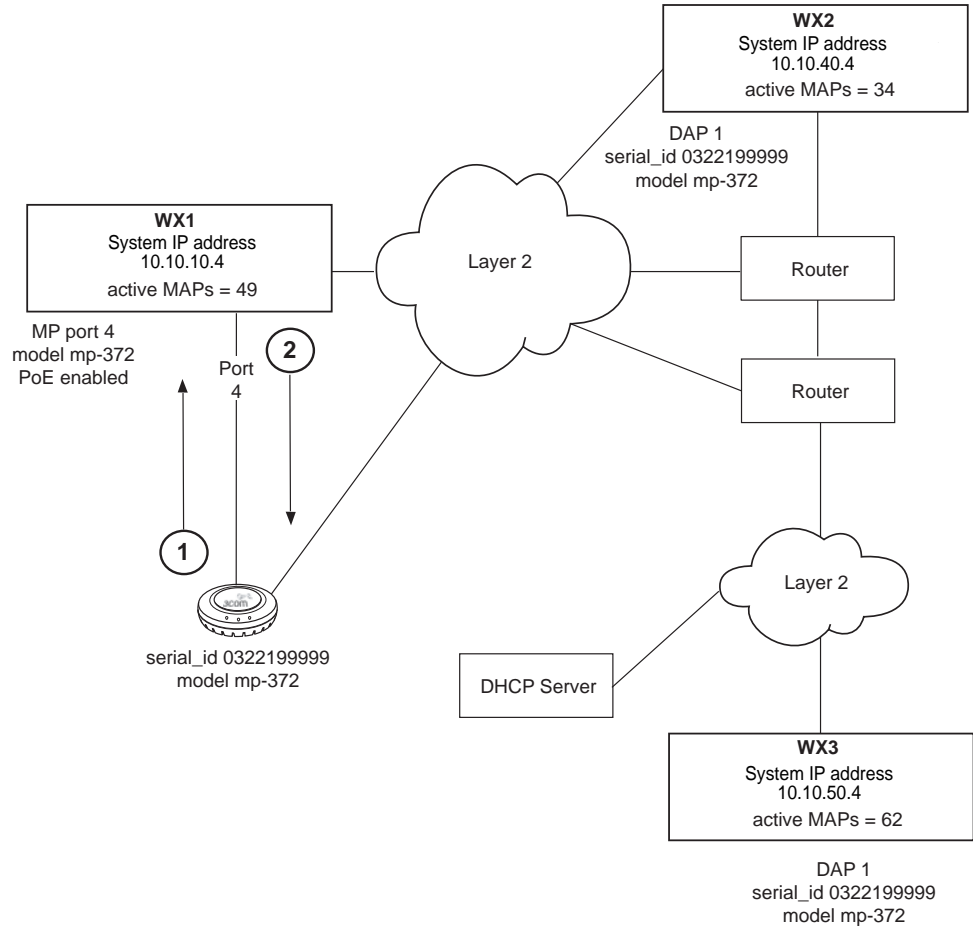 WX2
System IP address
10.10.40.4
active MAPs = 34
DAP 1
serial_id 0322199999
model mp-372
WX1
System IP address
10.10.10.4
active MAPs = 49
Layer 2
Router
MP port 4
model mp-372
PoE enabled
Port
4
2
Router
1
3com
serial_id 0322199999
model mp-372
Layer 2
DHCP Server
WX3
System IP address
10.10.50.4
active MAPs = 62
DAP 1
serial_id 0322199999
model mp-372